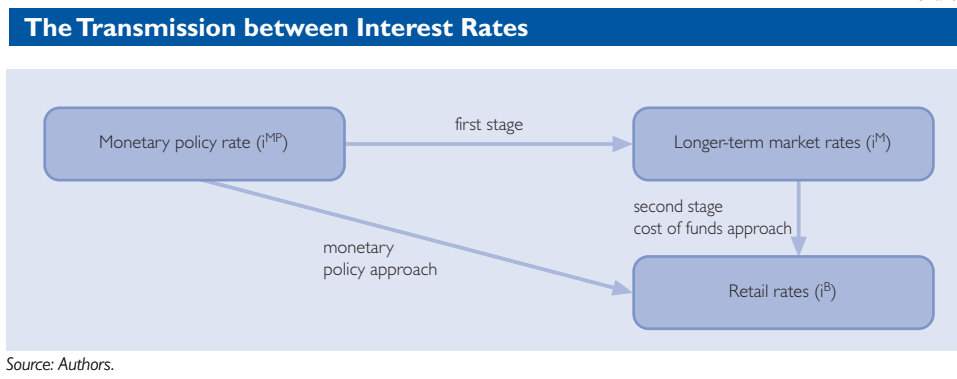 The Transmission between Interest Rates
Monetary policy rate (i^MP)
first stage
Longer-term market rates (i^M)
second stage
cost of funds approach
monetary
policy approach
Retail rates (i^B)
Source: Authors.